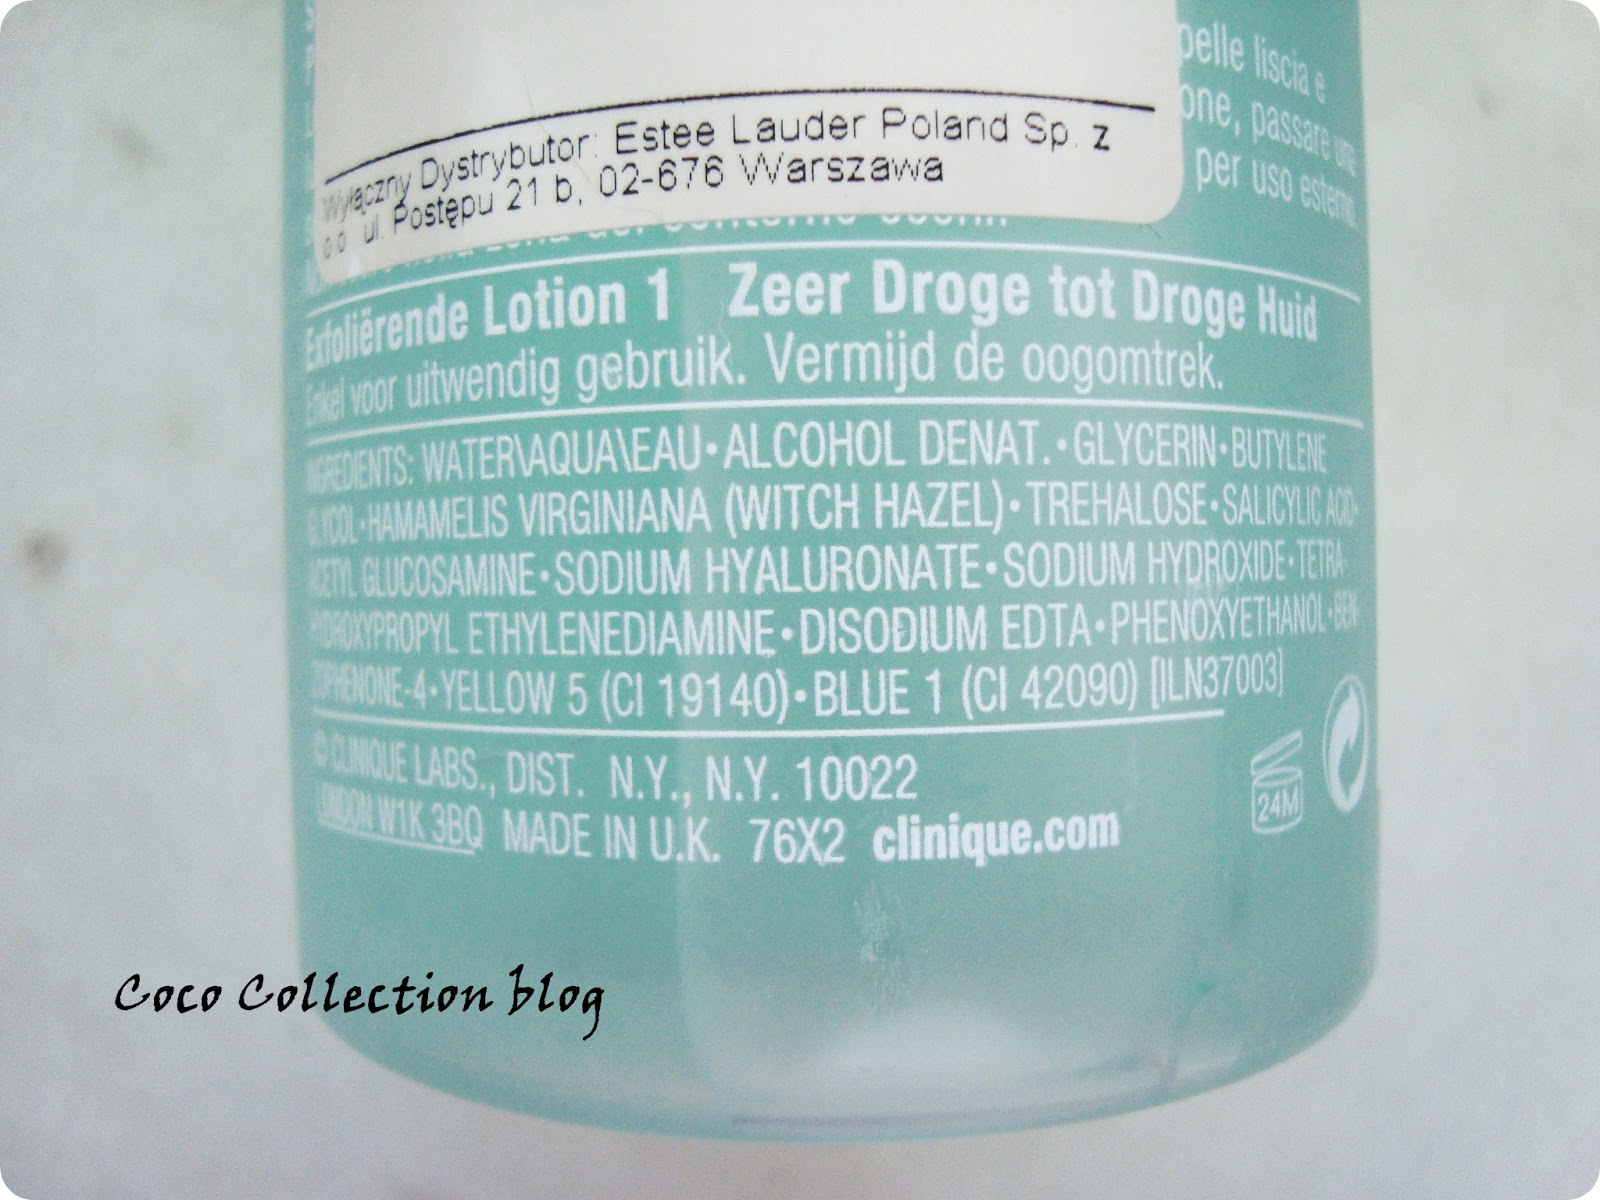 pelle liscia e
one, passare una
per uso esterno.
Wyłączny Dystrybutor: Estee Lauder Poland Sp. z
o o ul. Postępu 21 b, 02-676 Warszawa
Exfoliërende Lotion 1 Zeer Droge tot Droge Huid
Enkel voor uitwendig gebruik. Vermijd de oogomtrek.
INGREDIENTS: WATER\AQUA\EAU • ALCOHOL DENAT. • GLYCERIN • BUTYLENE
GLYCOL • HAMAMELIS VIRGINIANA (WITCH HAZEL) • TREHALOSE • SALICYLIC ACID •
ACETYL GLUCOSAMINE • SODIUM HYALURONATE • SODIUM HYDROXIDE • TETRA-
HYDROXYPROPYL ETHYLENEDIAMINE • DISODIUM EDTA • PHENOXYETHANOL • BEN-
ZOPHENONE-4 • YELLOW 5 (CI 19140) • BLUE 1 (CI 42090) [ILN37003]
© CLINIQUE LABS., DIST. N.Y., N.Y. 10022
LONDON W1K 3BQ MADE IN U.K. 76X2 clinique.com
24M
Coco Collection blog